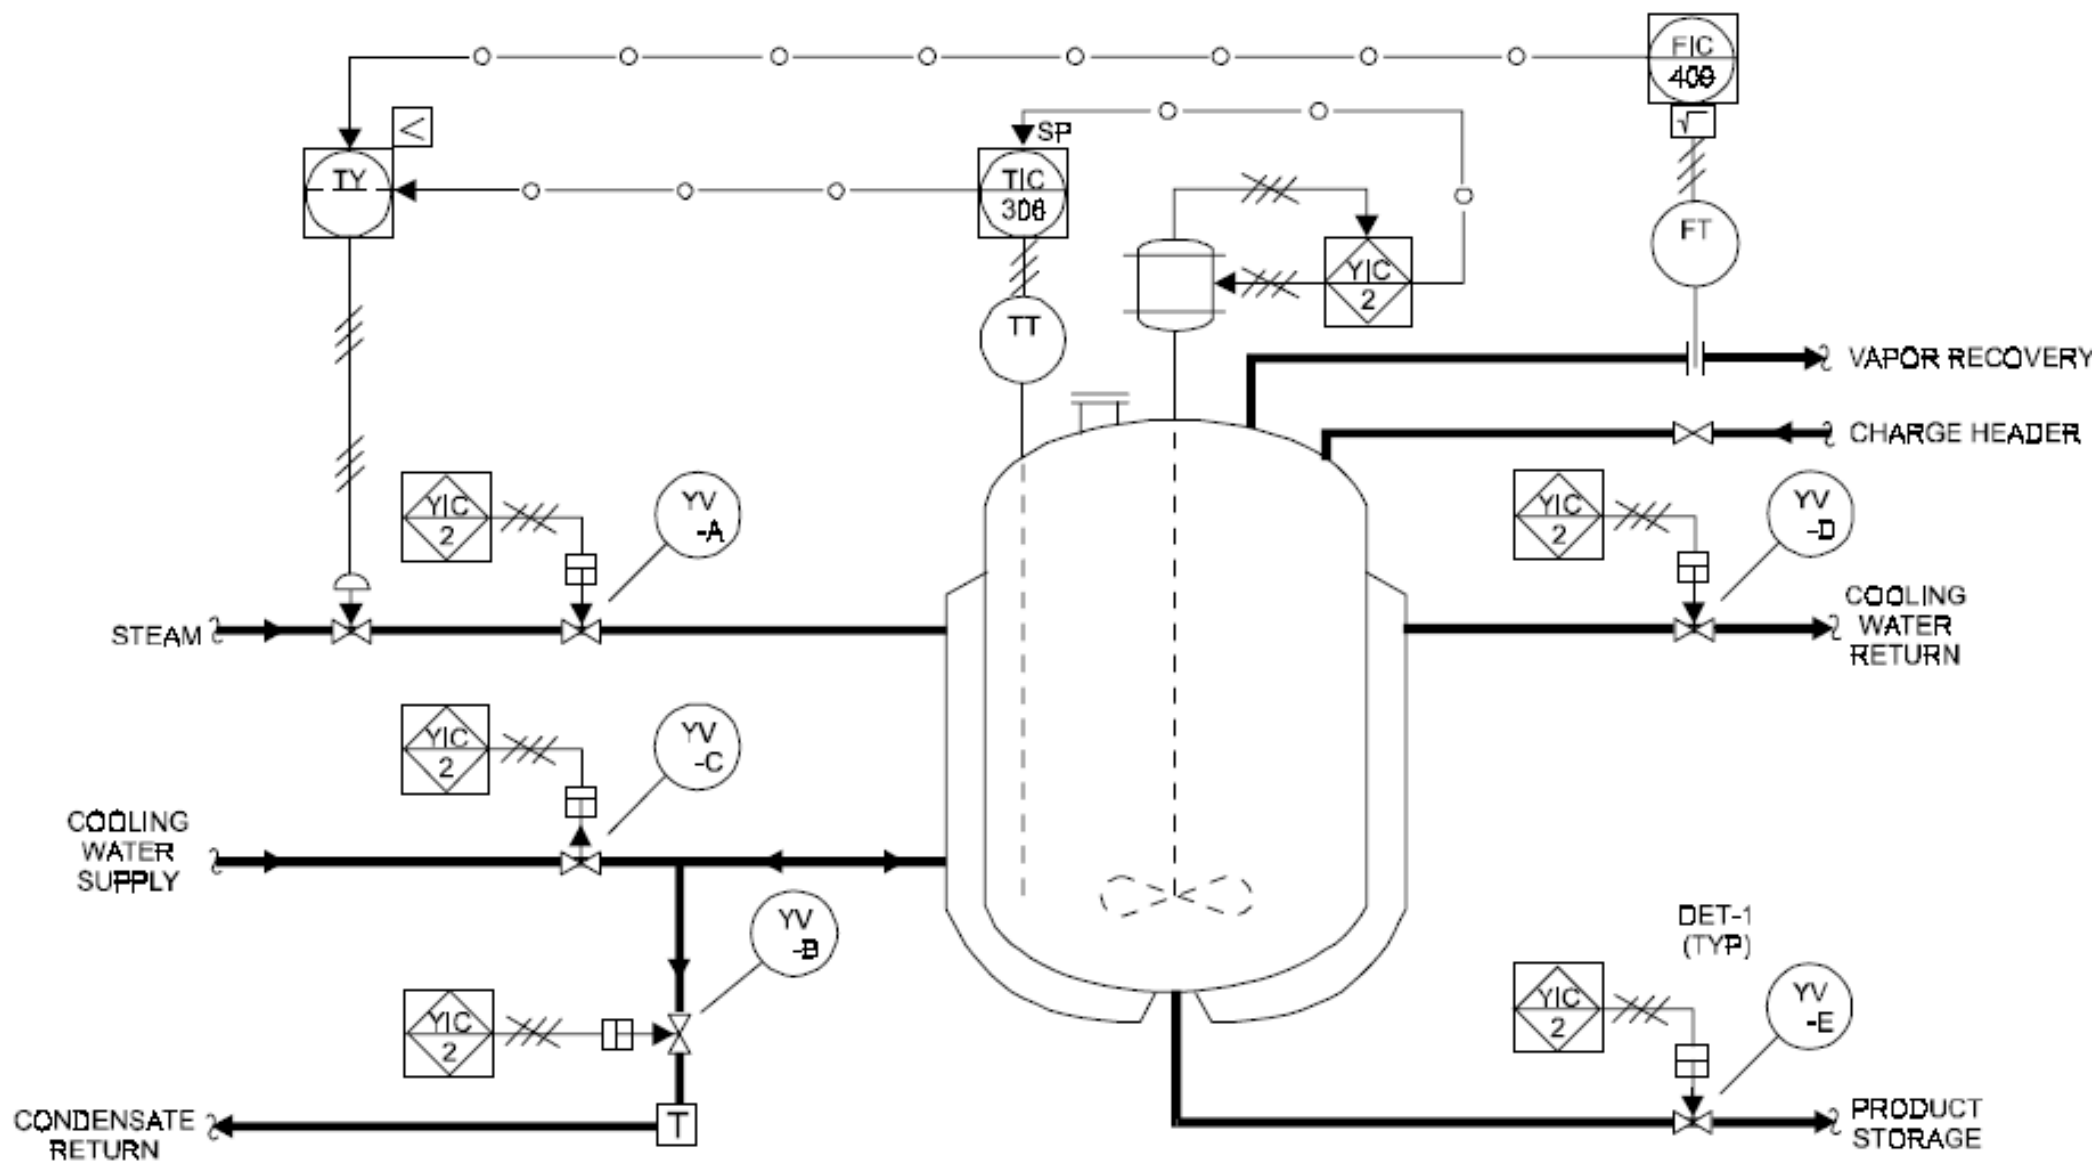 FIC
409
<
SP
√
TY
TIC
306
FT
YIC
2
TT
VAPOR RECOVERY
CHARGE HEADER
YIC
2
YV
-A
YIC
2
YV
-D
STEAM
COOLING
WATER
RETURN
YIC
2
YV
-C
COOLING
WATER
SUPPLY
YV
-B
DET-1
(TYP)
YIC
2
YIC
2
YV
-E
CONDENSATE
RETURN
T
PRODUCT
STORAGE